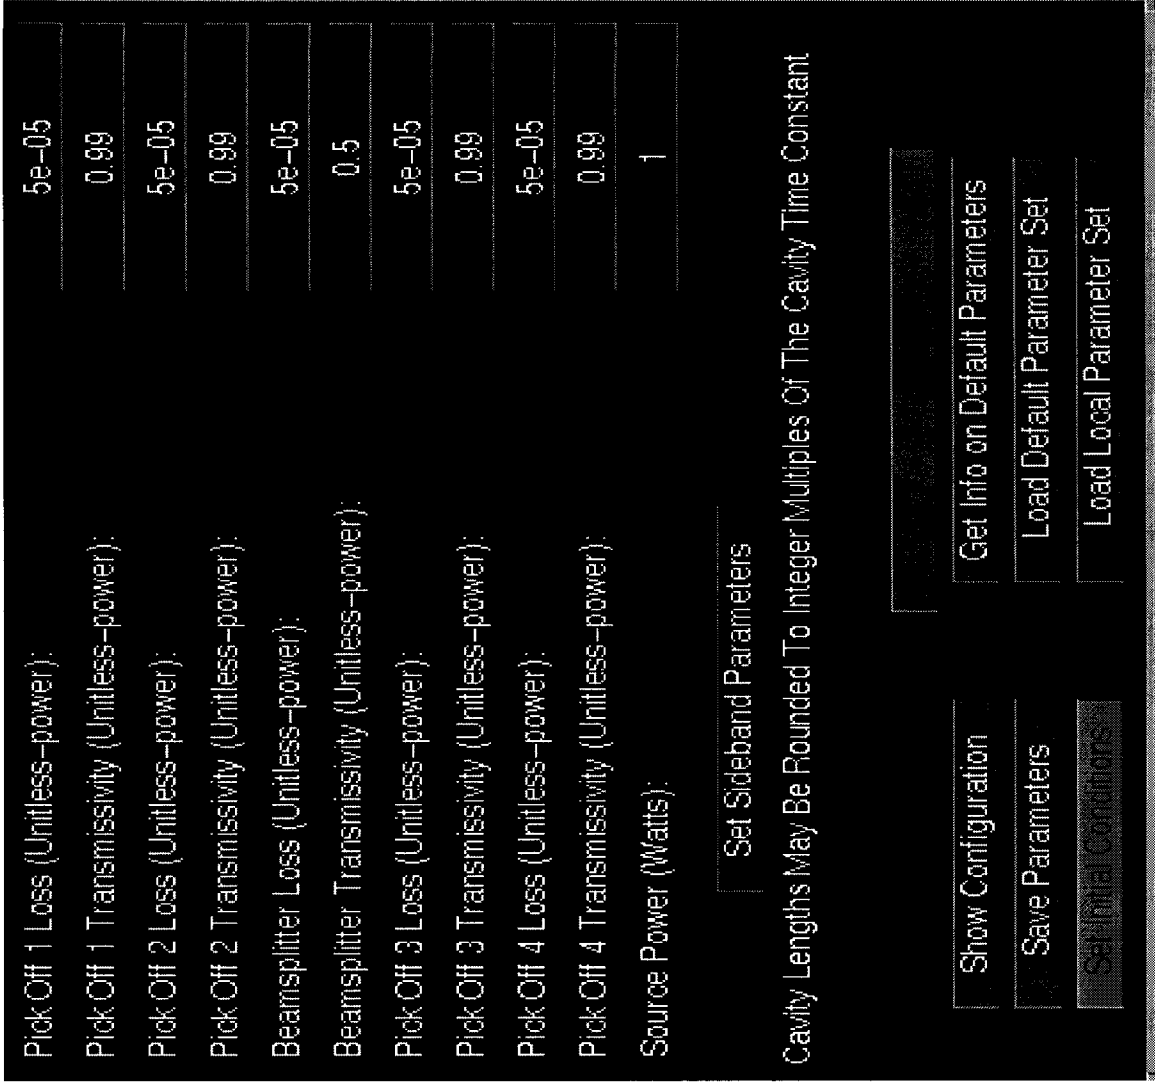 Pick Off 1 Loss (Unitless-power): 5e-05
Pick Off 1 Transmissivity (Unitless-power): 0.99
Pick Off 2 Loss (Unitless-power): 5e-05
Pick Off 2 Transmissivity (Unitless-power): 0.99
Beamsplitter Loss (Unitless-power): 5e-05
Beamsplitter Transmissivity (Unitless-power): 0.5
Pick Off 3 Loss (Unitless-power): 5e-05
Pick Off 3 Transmissivity (Unitless-power): 0.99
Pick Off 4 Loss (Unitless-power): 5e-05
Pick Off 4 Transmissivity (Unitless-power): 0.99
Source Power (Watts): 1
Set Sideband Parameters
Cavity Lengths May Be Rounded To Integer Multiples Of The Cavity Time Constant
Show Configuration Get Info on Default Parameters
Save Parameters Load Default Parameter Set
Set Initial Conditions Load Local Parameter Set